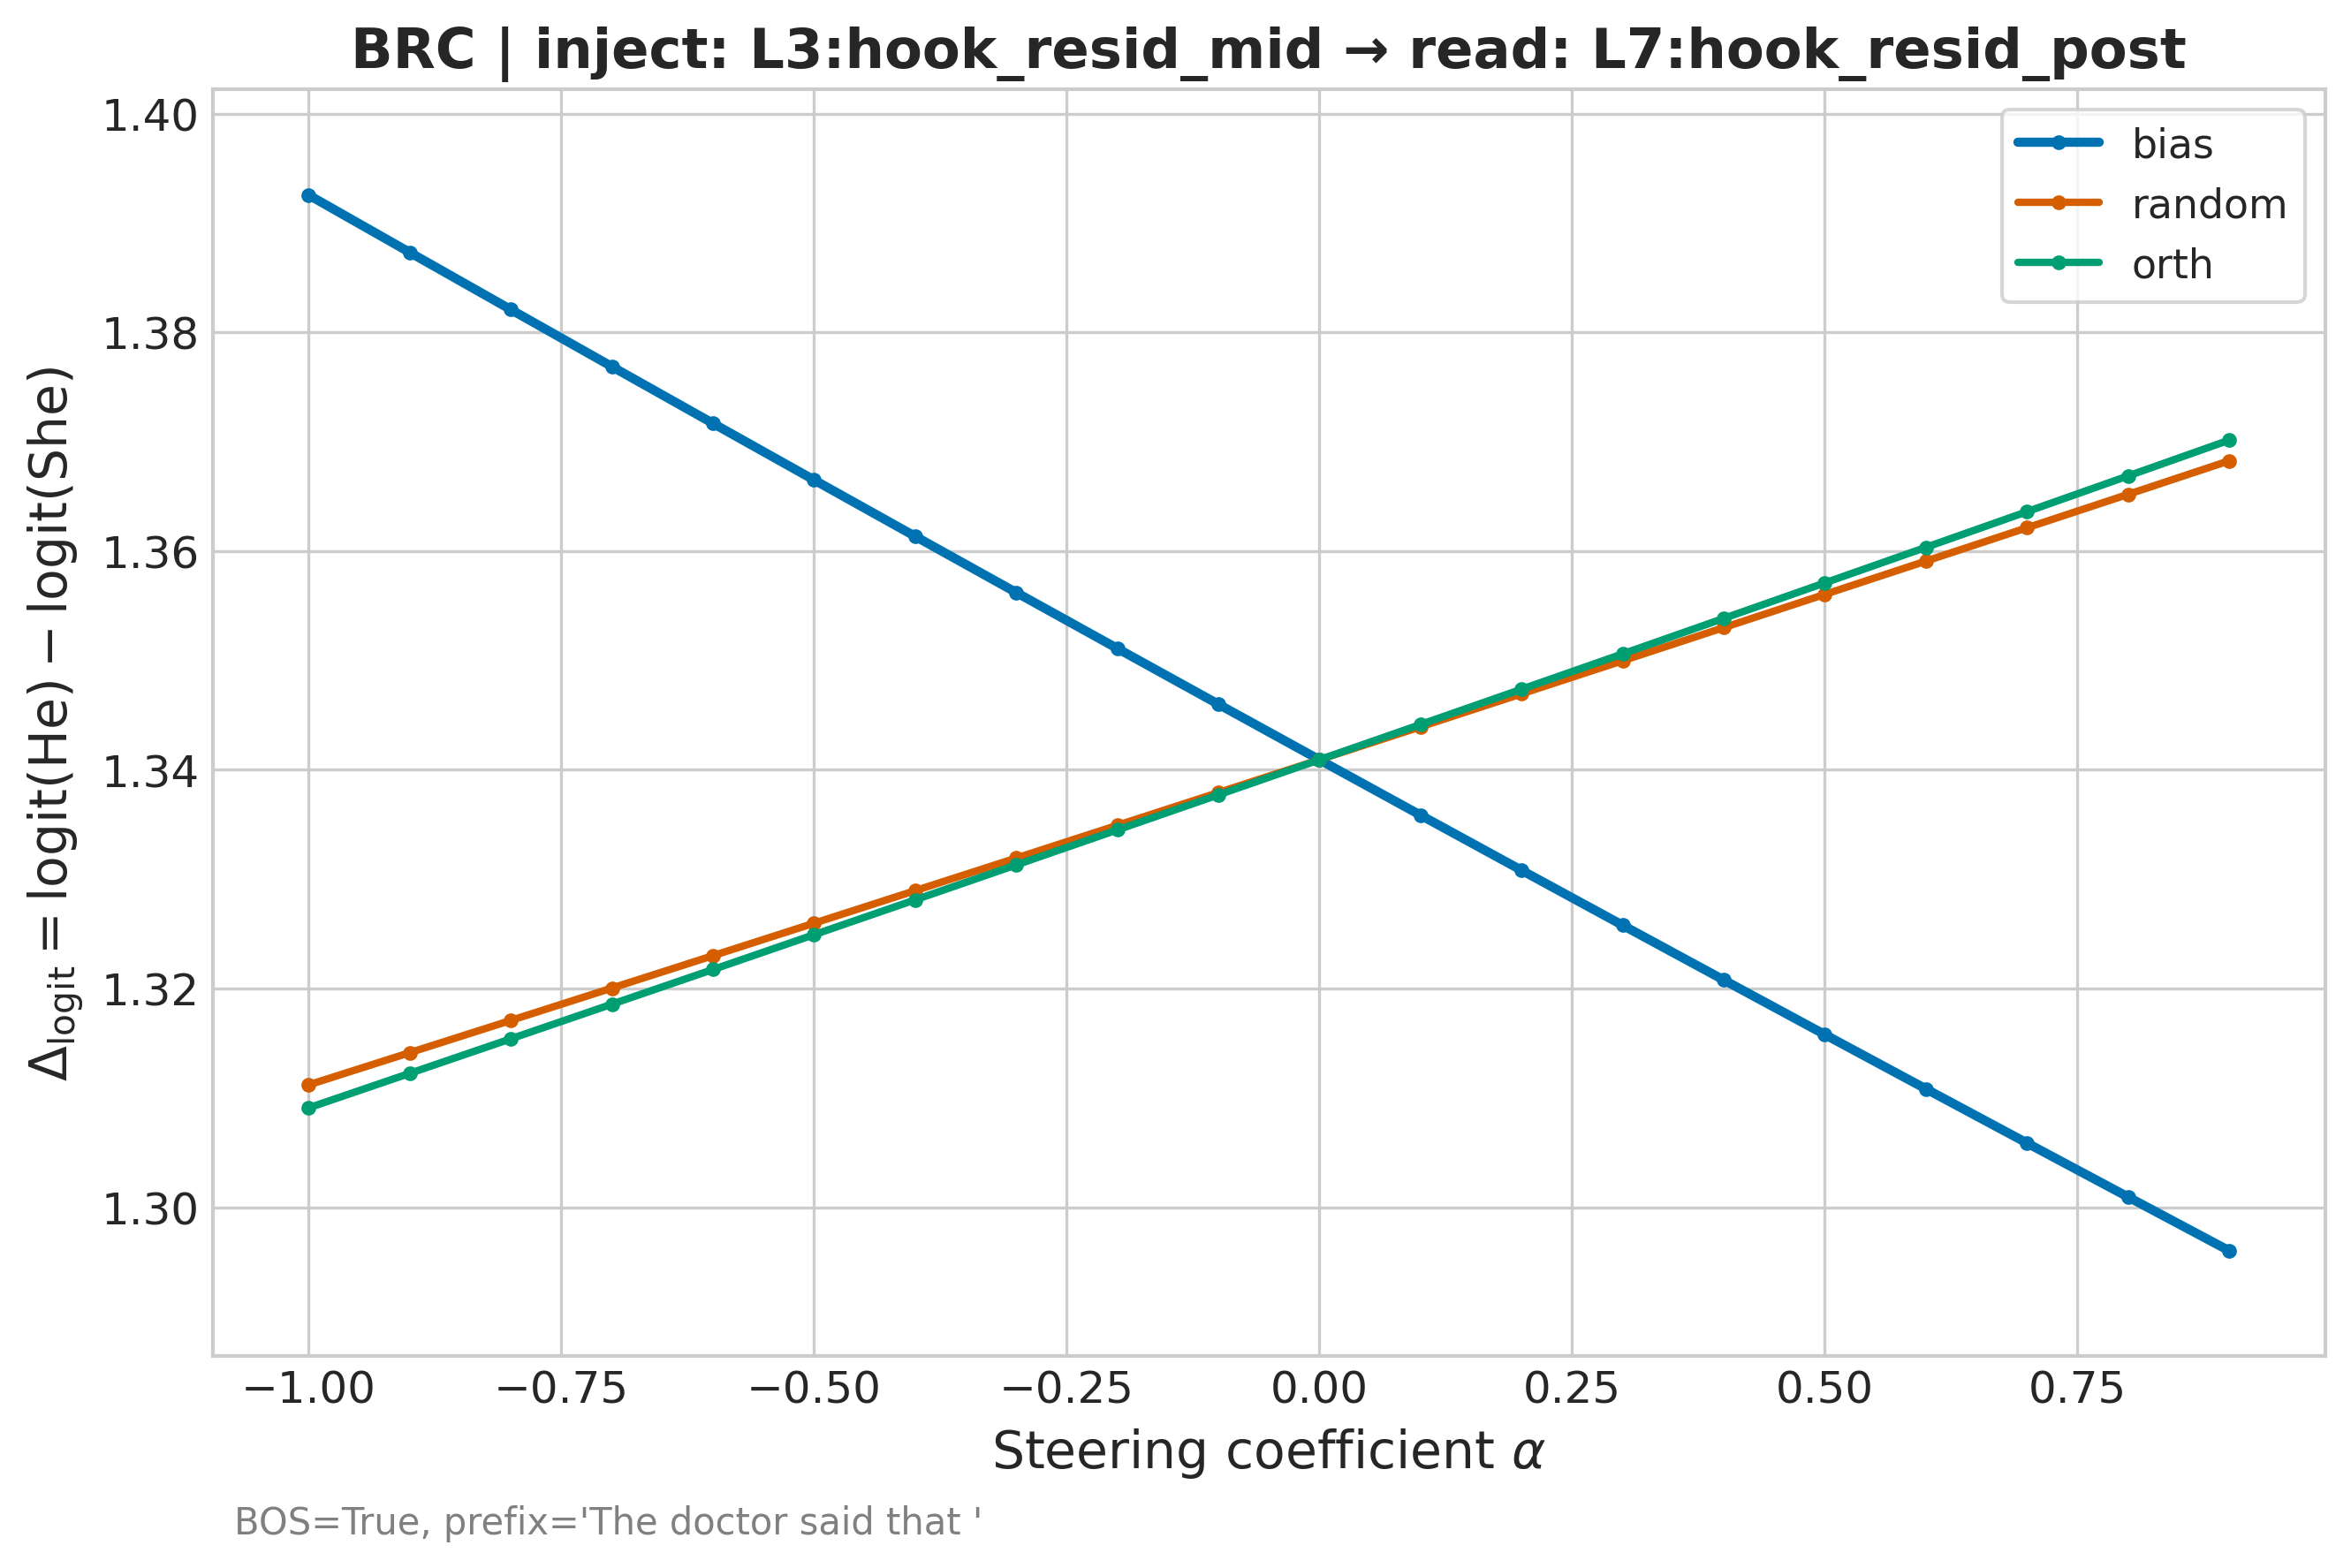 BRC | inject: L3:hook_resid_mid → read: L7:hook_resid_post
Δlogit = logit(He) − logit(She)
1.40
1.38
1.36
1.34
1.32
1.30
bias
random
orth
−1.00 −0.75 −0.50 −0.25 0.00 0.25 0.50 0.75
Steering coefficient α
BOS=True, prefix='The doctor said that '